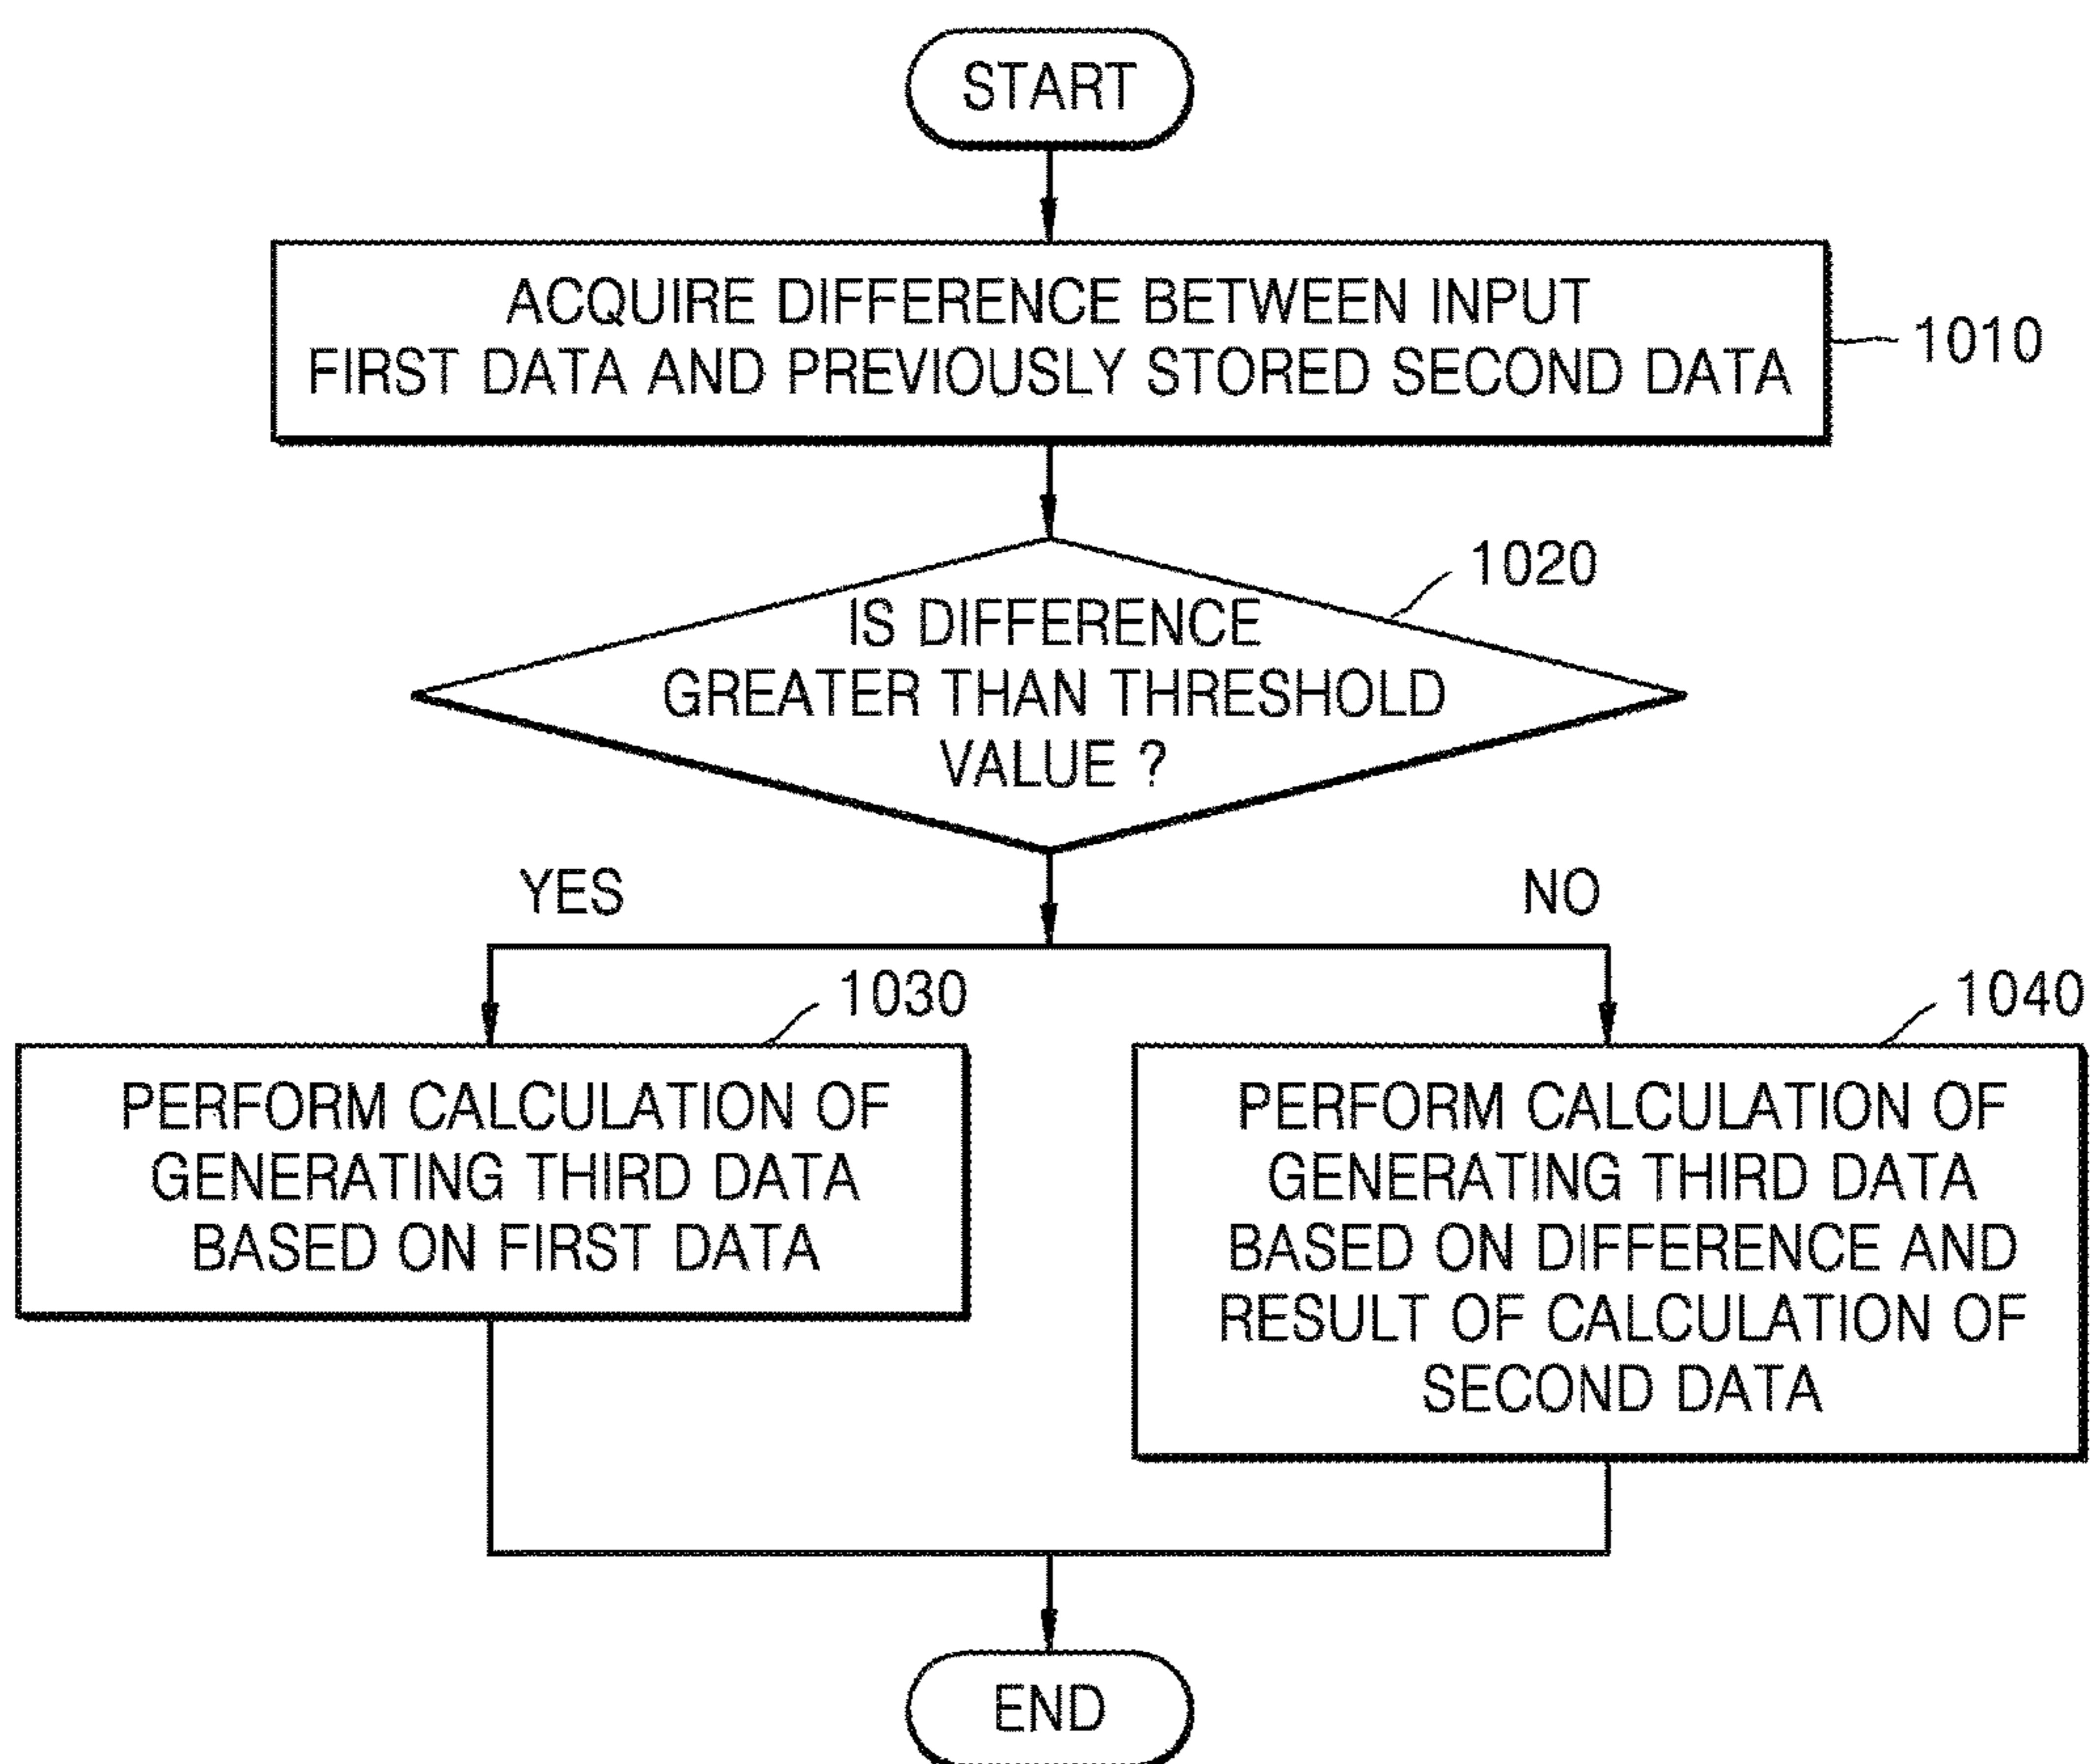 START
ACQUIRE DIFFERENCE BETWEEN INPUT
FIRST DATA AND PREVIOUSLY STORED SECOND DATA
1010
1020
IS DIFFERENCE
GREATER THAN THRESHOLD
VALUE ?
YES
NO
1030
1040
PERFORM CALCULATION OF
GENERATING THIRD DATA
BASED ON FIRST DATA
PERFORM CALCULATION OF
GENERATING THIRD DATA
BASED ON DIFFERENCE AND
RESULT OF CALCULATION OF
SECOND DATA
END